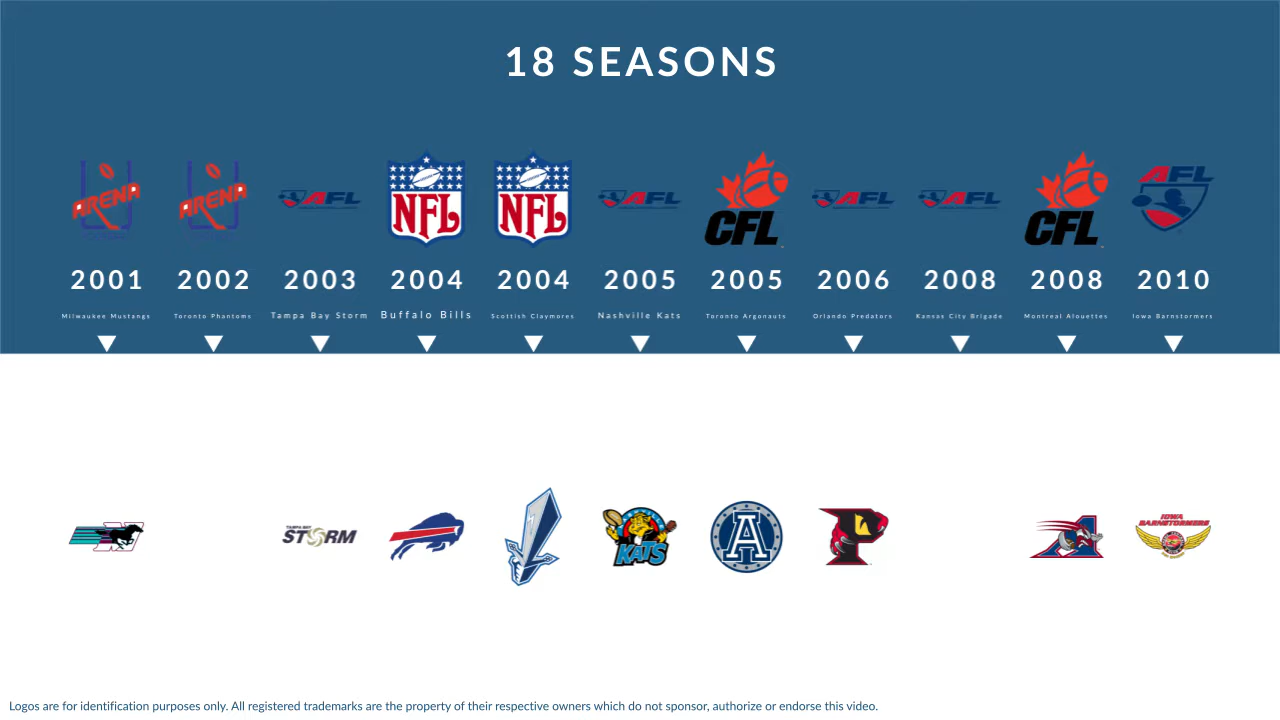 18 SEASONS
ARENA ARENA AFL NFL NFL AFL CFL AFL AFL CFL AFL
2001 2002 2003 2004 2004 2005 2005 2006 2008 2008 2010
Milwaukee Mustangs Toronto Phantoms Tampa Bay Storm Buffalo Bills Scottish Claymores Nashville Kats Toronto Argonauts Orlando Predators Kansas City Brigade Montreal Alouettes Iowa Barnstormers
M TAMPA BAY STORM KATS A P A IOWA BARNSTORMERS
Logos are for identification purposes only. All registered trademarks are the property of their respective owners which do not sponsor, authorize or endorse this video.